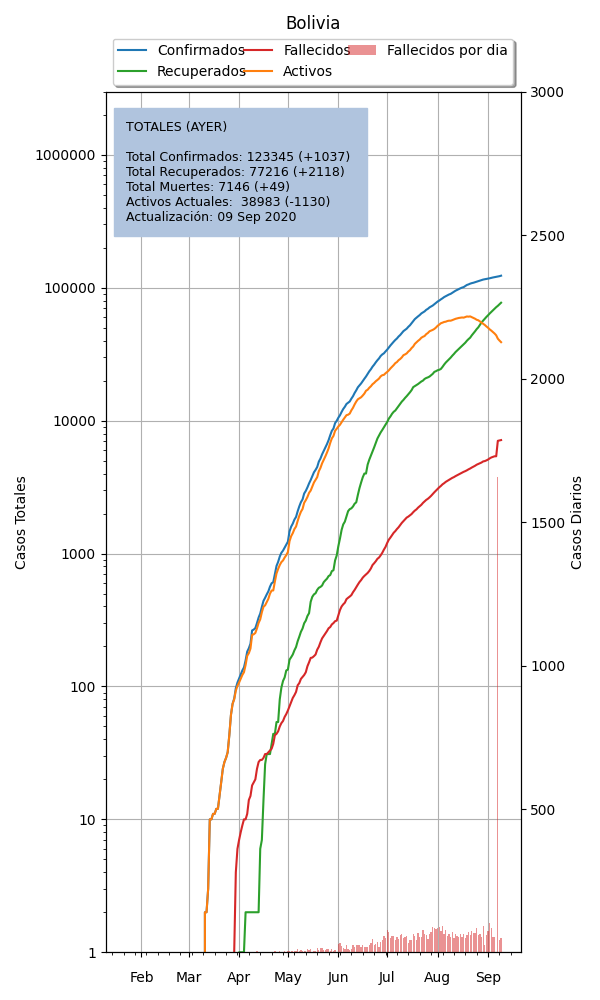 Bolivia
Confirmados Fallecidos Fallecidos por dia
Recuperados Activos
TOTALES (AYER)
Total Confirmados: 123345 (+1037)
Total Recuperados: 77216 (+2118)
Total Muertes: 7146 (+49)
Activos Actuales:  38983 (-1130)
Actualización: 09 Sep 2020
Casos Totales
1000000
100000
10000
1000
100
10
1
3000
2500
2000
1500
1000
500
Casos Diarios
Feb Mar Apr May Jun Jul Aug Sep